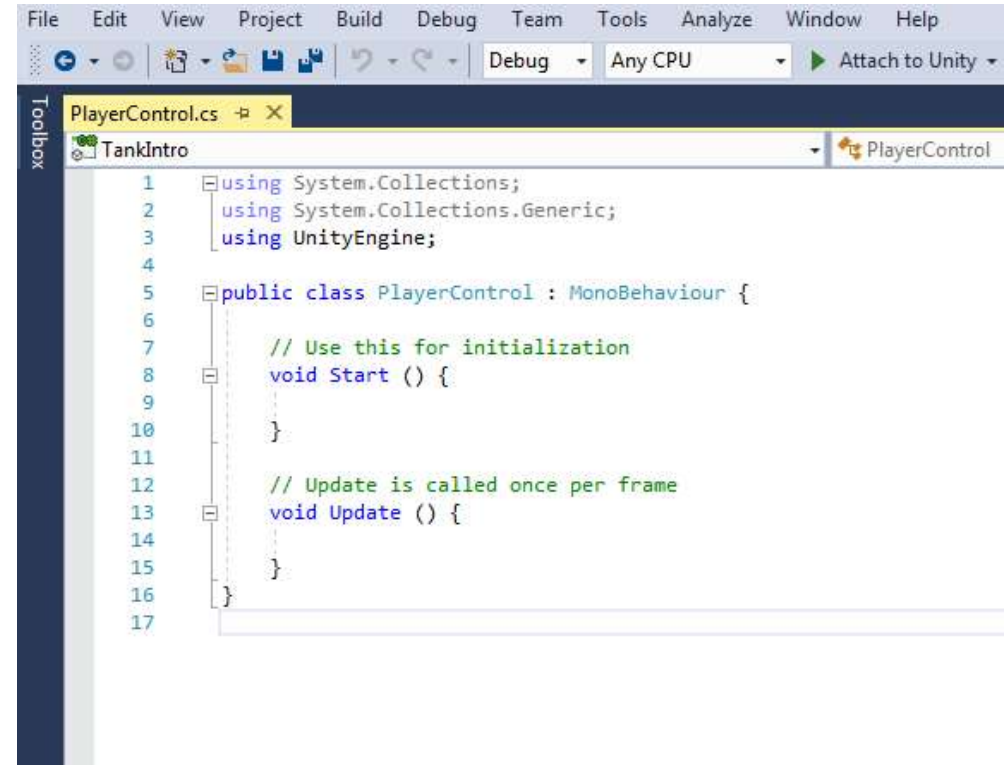 File Edit View Project Build Debug Team Tools Analyze Window Help
Debug Any CPU Attach to Unity
Toolbox
PlayerControl.cs
TankIntro PlayerControl
1 using System.Collections;
2 using System.Collections.Generic;
3 using UnityEngine;
4
5 public class PlayerControl : MonoBehaviour {
6
7 // Use this for initialization
8 void Start () {
9
10 }
11
12 // Update is called once per frame
13 void Update () {
14
15 }
16 }
17